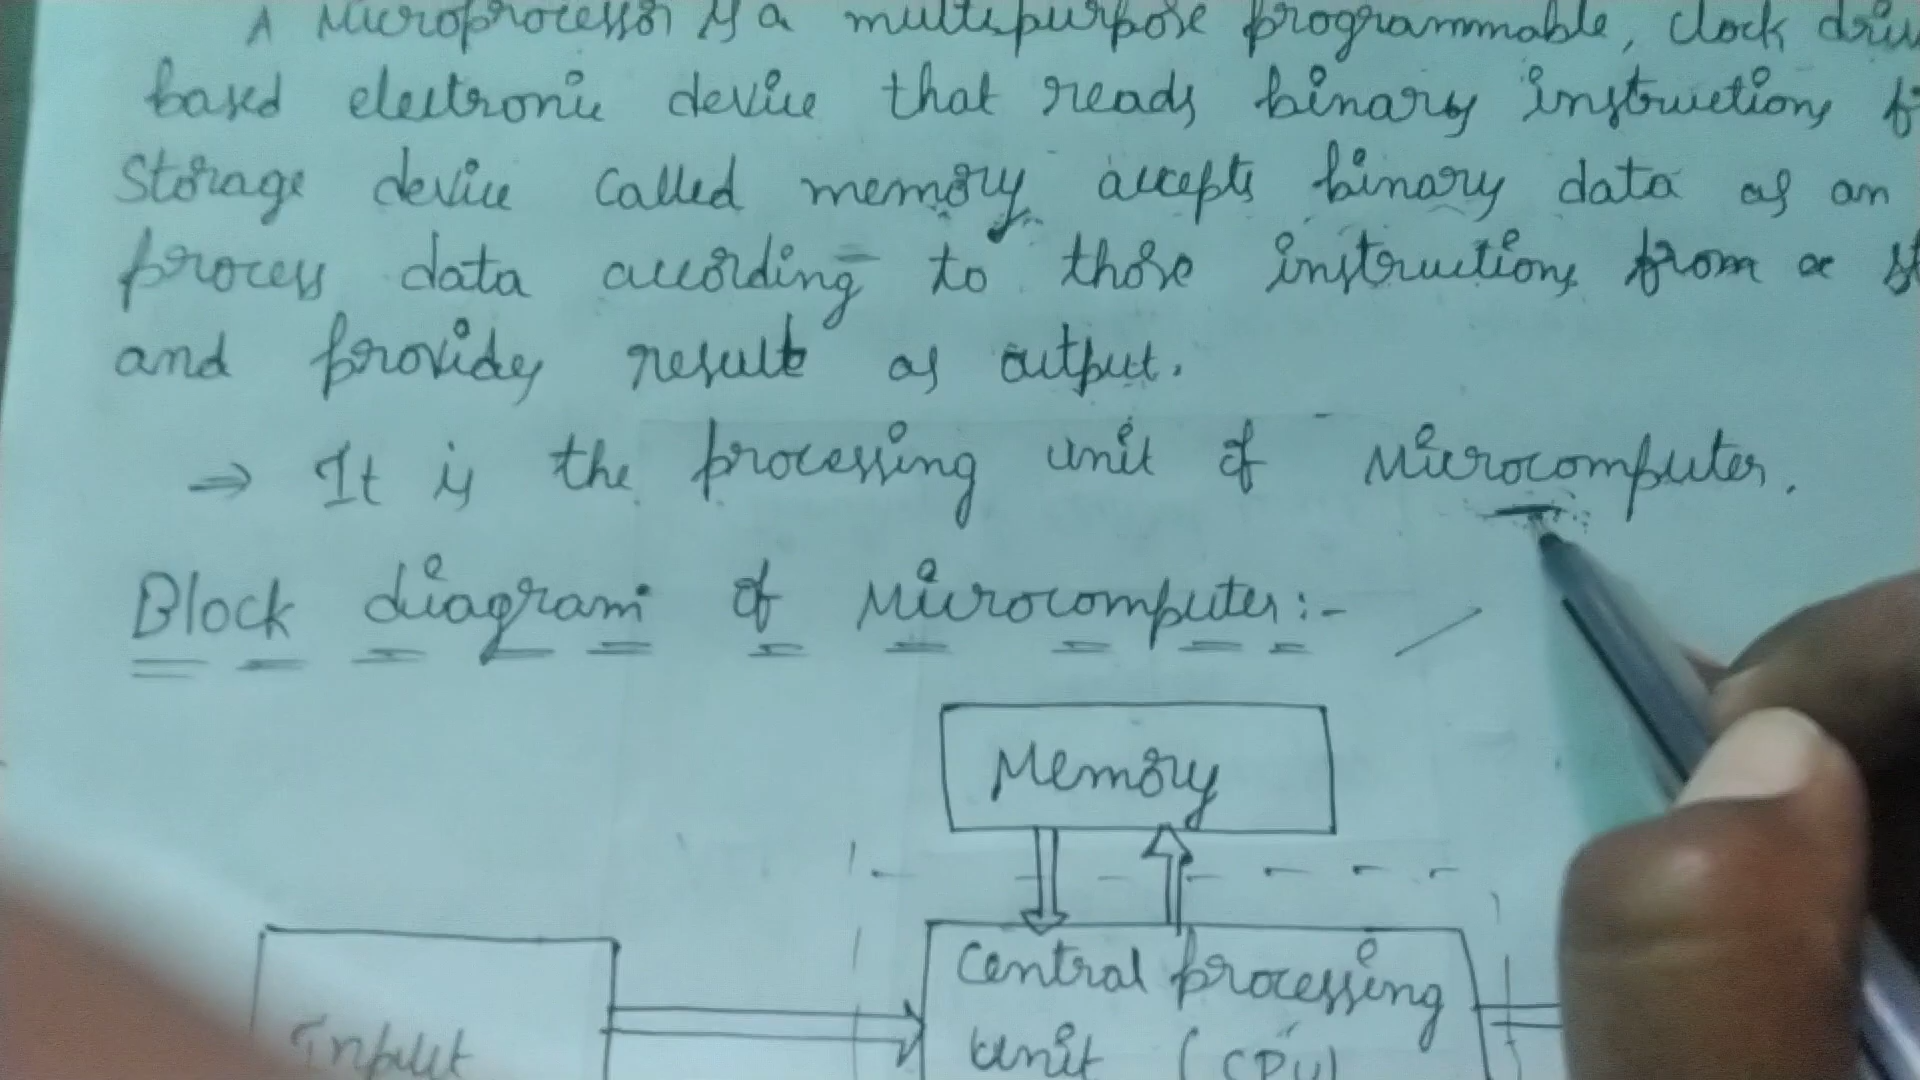 A Microprocessor is a multipurpose programmable, clock
based electronic device that reads binary instructions
Storage device called memory accepts binary data as an
process data according to those instructions from a
and provides result as output.
⇒ It is the processing unit of Microcomputer.
Block diagram of Microcomputer:-
Memory
Central processing
Input
unit (CPU)